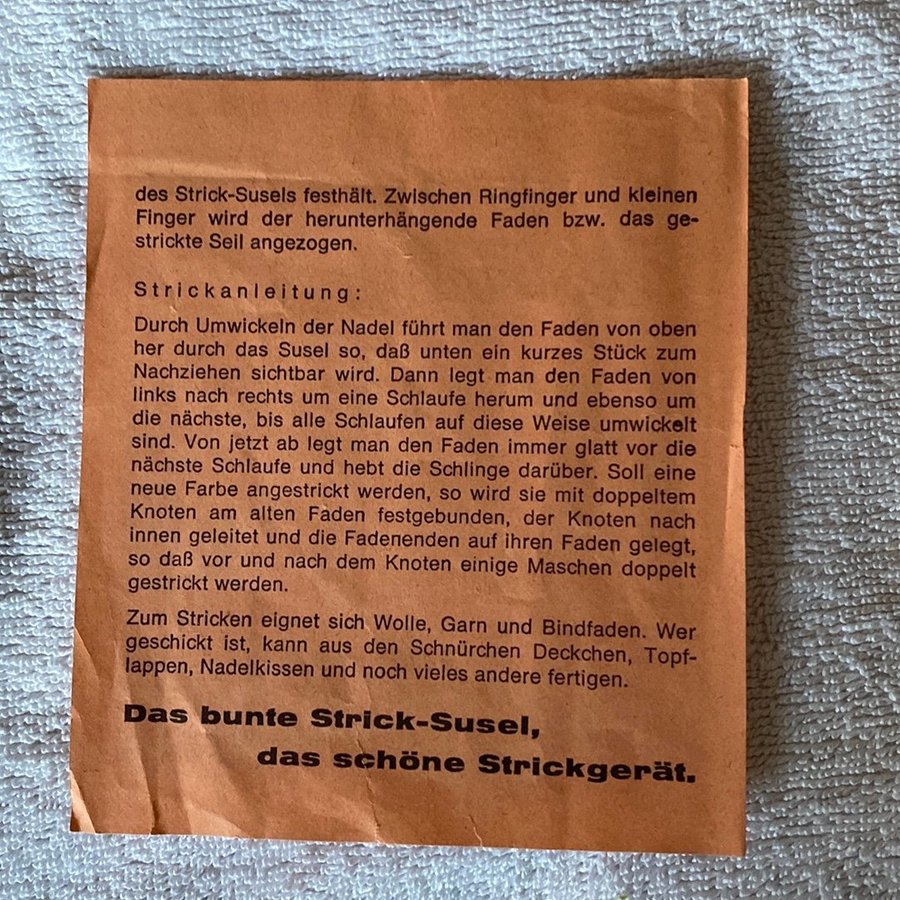 des Strick-Susels festhält. Zwischen Ringfinger und kleinen
Finger wird der herunterhängende Faden bzw. das ge-
strickte Seil angezogen.
Strickanleitung:
Durch Umwickeln der Nadel führt man den Faden von oben
her durch das Susel so, daß unten ein kurzes Stück zum
Nachziehen sichtbar wird. Dann legt man den Faden von
links nach rechts um eine Schlaufe herum und ebenso um
die nächste, bis alle Schlaufen auf diese Weise umwickelt
sind. Von jetzt ab legt man den Faden immer glatt vor die
nächste Schlaufe und hebt die Schlinge darüber. Soll eine
neue Farbe angestrickt werden, so wird sie mit doppeltem
Knoten am alten Faden festgebunden, der Knoten nach
innen geleitet und die Fadenenden auf ihren Faden gelegt,
so daß vor und nach dem Knoten einige Maschen doppelt
gestrickt werden.
Zum Stricken eignet sich Wolle, Garn und Bindfaden. Wer
geschickt ist, kann aus den Schnürchen Deckchen, Topf-
lappen, Nadelkissen und noch vieles andere fertigen.
Das bunte Strick-Susel,
das schöne Strickgerät.